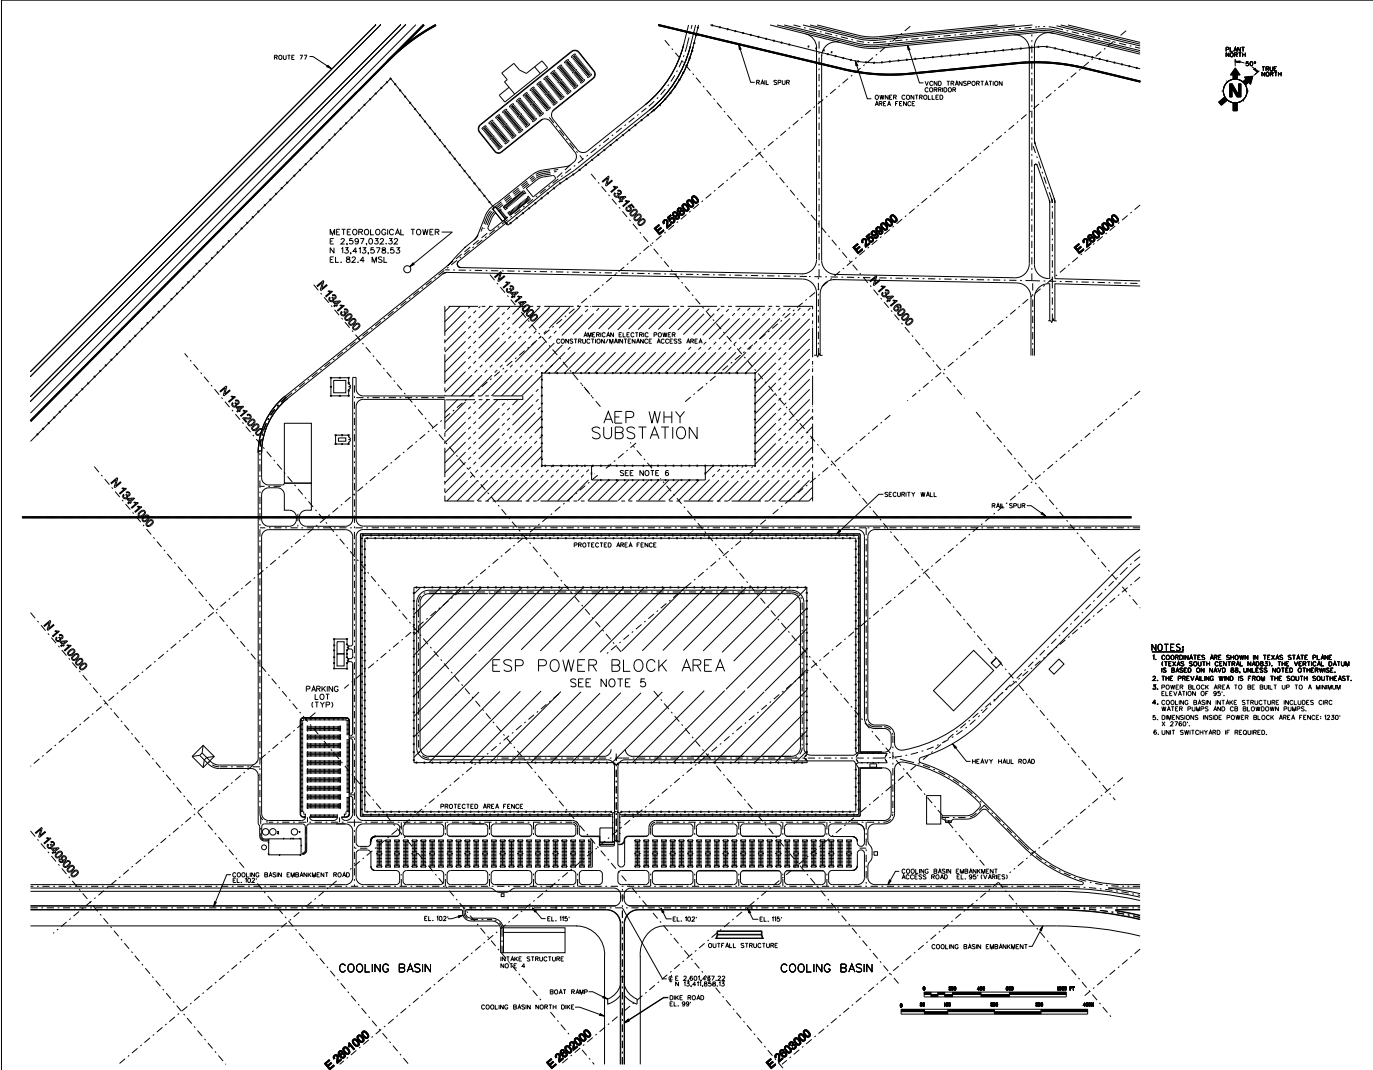 ROUTE 77
RAIL SPUR
VCND TRANSPORTATION
CORRIDOR
OWNER CONTROLLED
AREA FENCE
PLANT
NORTH
50°
TRUE
NORTH
N
N 13415000
E 2598000
E 2599000
E 2600000
METEOROLOGICAL TOWER
E 2,597,032.32
N 13,413,578.53
EL. 82.4 MSL
N 13413000
N 13414000
N 13416000
AMERICAN ELECTRIC POWER
CONSTRUCTION/MAINTENANCE ACCESS AREA
N 13412000
AEP WHY
SUBSTATION
SEE NOTE 6
N 13411000
SECURITY WALL
RAIL SPUR
PROTECTED AREA FENCE
N 13410000
ESP POWER BLOCK AREA
SEE NOTE 5
PARKING
LOT
(TYP)
NOTES:
1. COORDINATES ARE SHOWN IN TEXAS STATE PLANE
(TEXAS SOUTH CENTRAL NAD83). THE VERTICAL DATUM
IS BASED ON NAVD 88, UNLESS NOTED OTHERWISE.
2. THE PREVAILING WIND IS FROM THE SOUTH SOUTHEAST.
3. POWER BLOCK AREA TO BE BUILT UP TO A MINIMUM
ELEVATION OF 95'.
4. COOLING BASIN INTAKE STRUCTURE INCLUDES CIRC
WATER PUMPS AND CB BLOWDOWN PUMPS.
5. DIMENSIONS INSIDE POWER BLOCK AREA FENCE: 1230'
X 2760'.
6. UNIT SWITCHYARD IF REQUIRED.
HEAVY HAUL ROAD
PROTECTED AREA FENCE
N 13409000
COOLING BASIN EMBANKMENT ROAD
EL. 102'
COOLING BASIN EMBANKMENT
ACCESS ROAD EL. 95' (VARIES)
EL. 102'
EL. 115'
EL. 102'
EL. 115'
OUTFALL STRUCTURE
COOLING BASIN EMBANKMENT
INTAKE STRUCTURE
NOTE 4
COOLING BASIN
COOLING BASIN
BOAT RAMP
COOLING BASIN NORTH DIKE
DIKE ROAD
EL. 99'
E 2601000
E 2602000
E 2603000